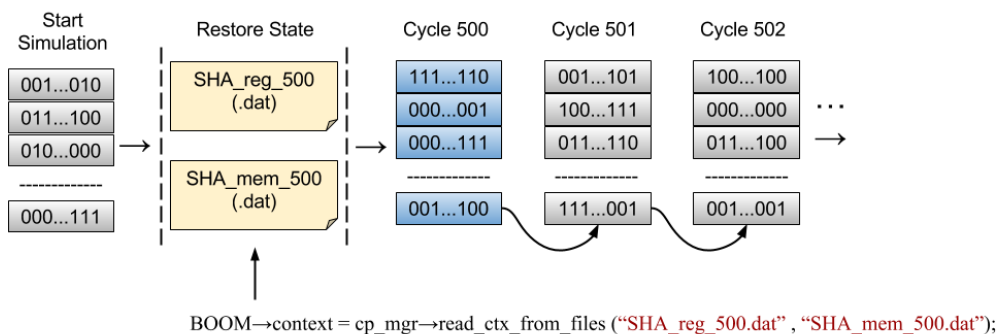 Start
Simulation
001...010
011...100
010...000
-------------
000...111
Restore State
SHA_reg_500
(.dat)
SHA_mem_500
(.dat)
Cycle 500
111...110
000...001
000...111
-------------
001...100
Cycle 501
001...101
100...111
011...110
-------------
111...001
Cycle 502
100...100
000...000
011...100
-------------
001...001
...
BOOM→context = cp_mgr→read_ctx_from_files (“SHA_reg_500.dat” , “SHA_mem_500.dat”);